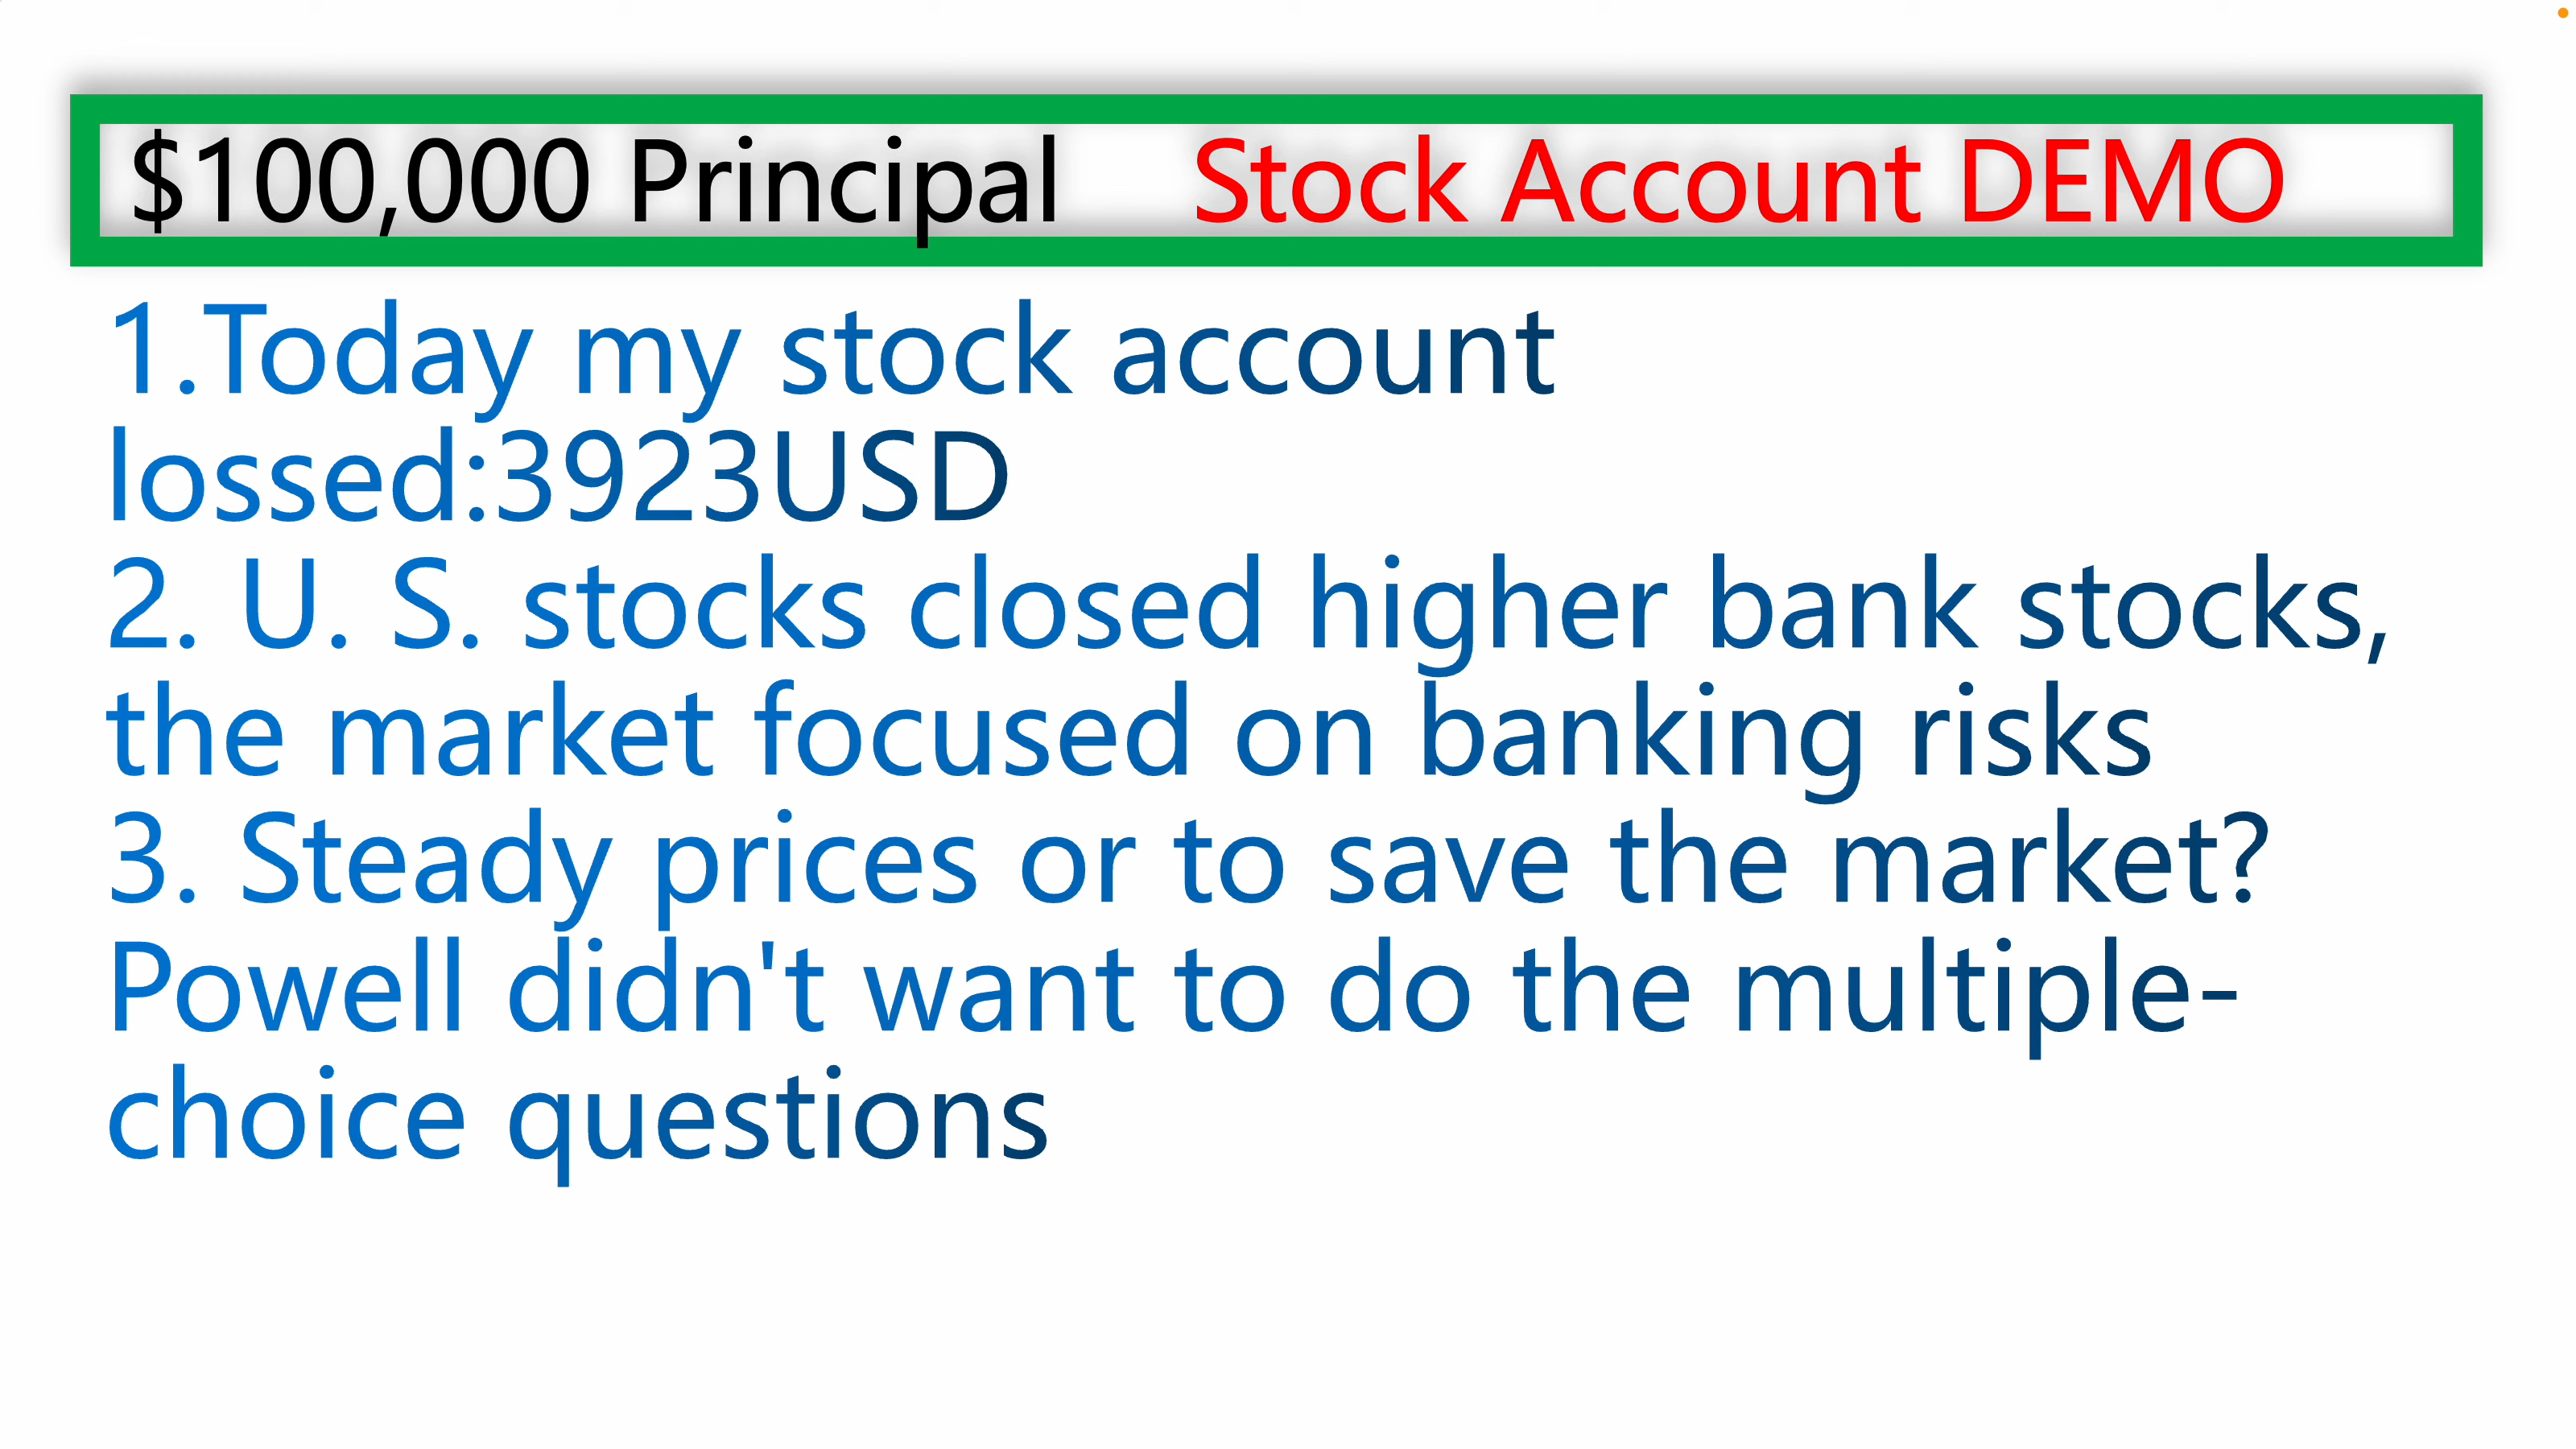 $100,000 Principal Stock Account DEMO
1.Today my stock account
lossed:3923USD
2. U. S. stocks closed higher bank stocks,
the market focused on banking risks
3. Steady prices or to save the market?
Powell didn't want to do the multiple-
choice questions